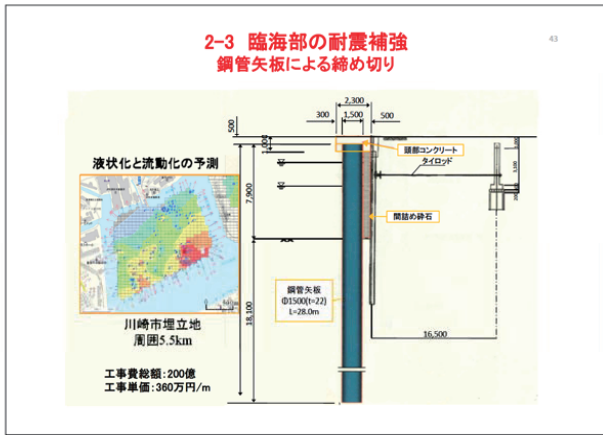 2-3 臨海部の耐震補強
鋼管矢板による締め切り
43
2,300
300
1,500
500
500
頭部コンクリート
タイロッド
液状化と流動化の予測
7,900
間詰め砕石
鋼管矢板
Φ1500(t=22)
L=28.0m
18,100
16,500
川崎市埋立地
周囲5.5km
工事費総額:200億
工事単価:360万円/m